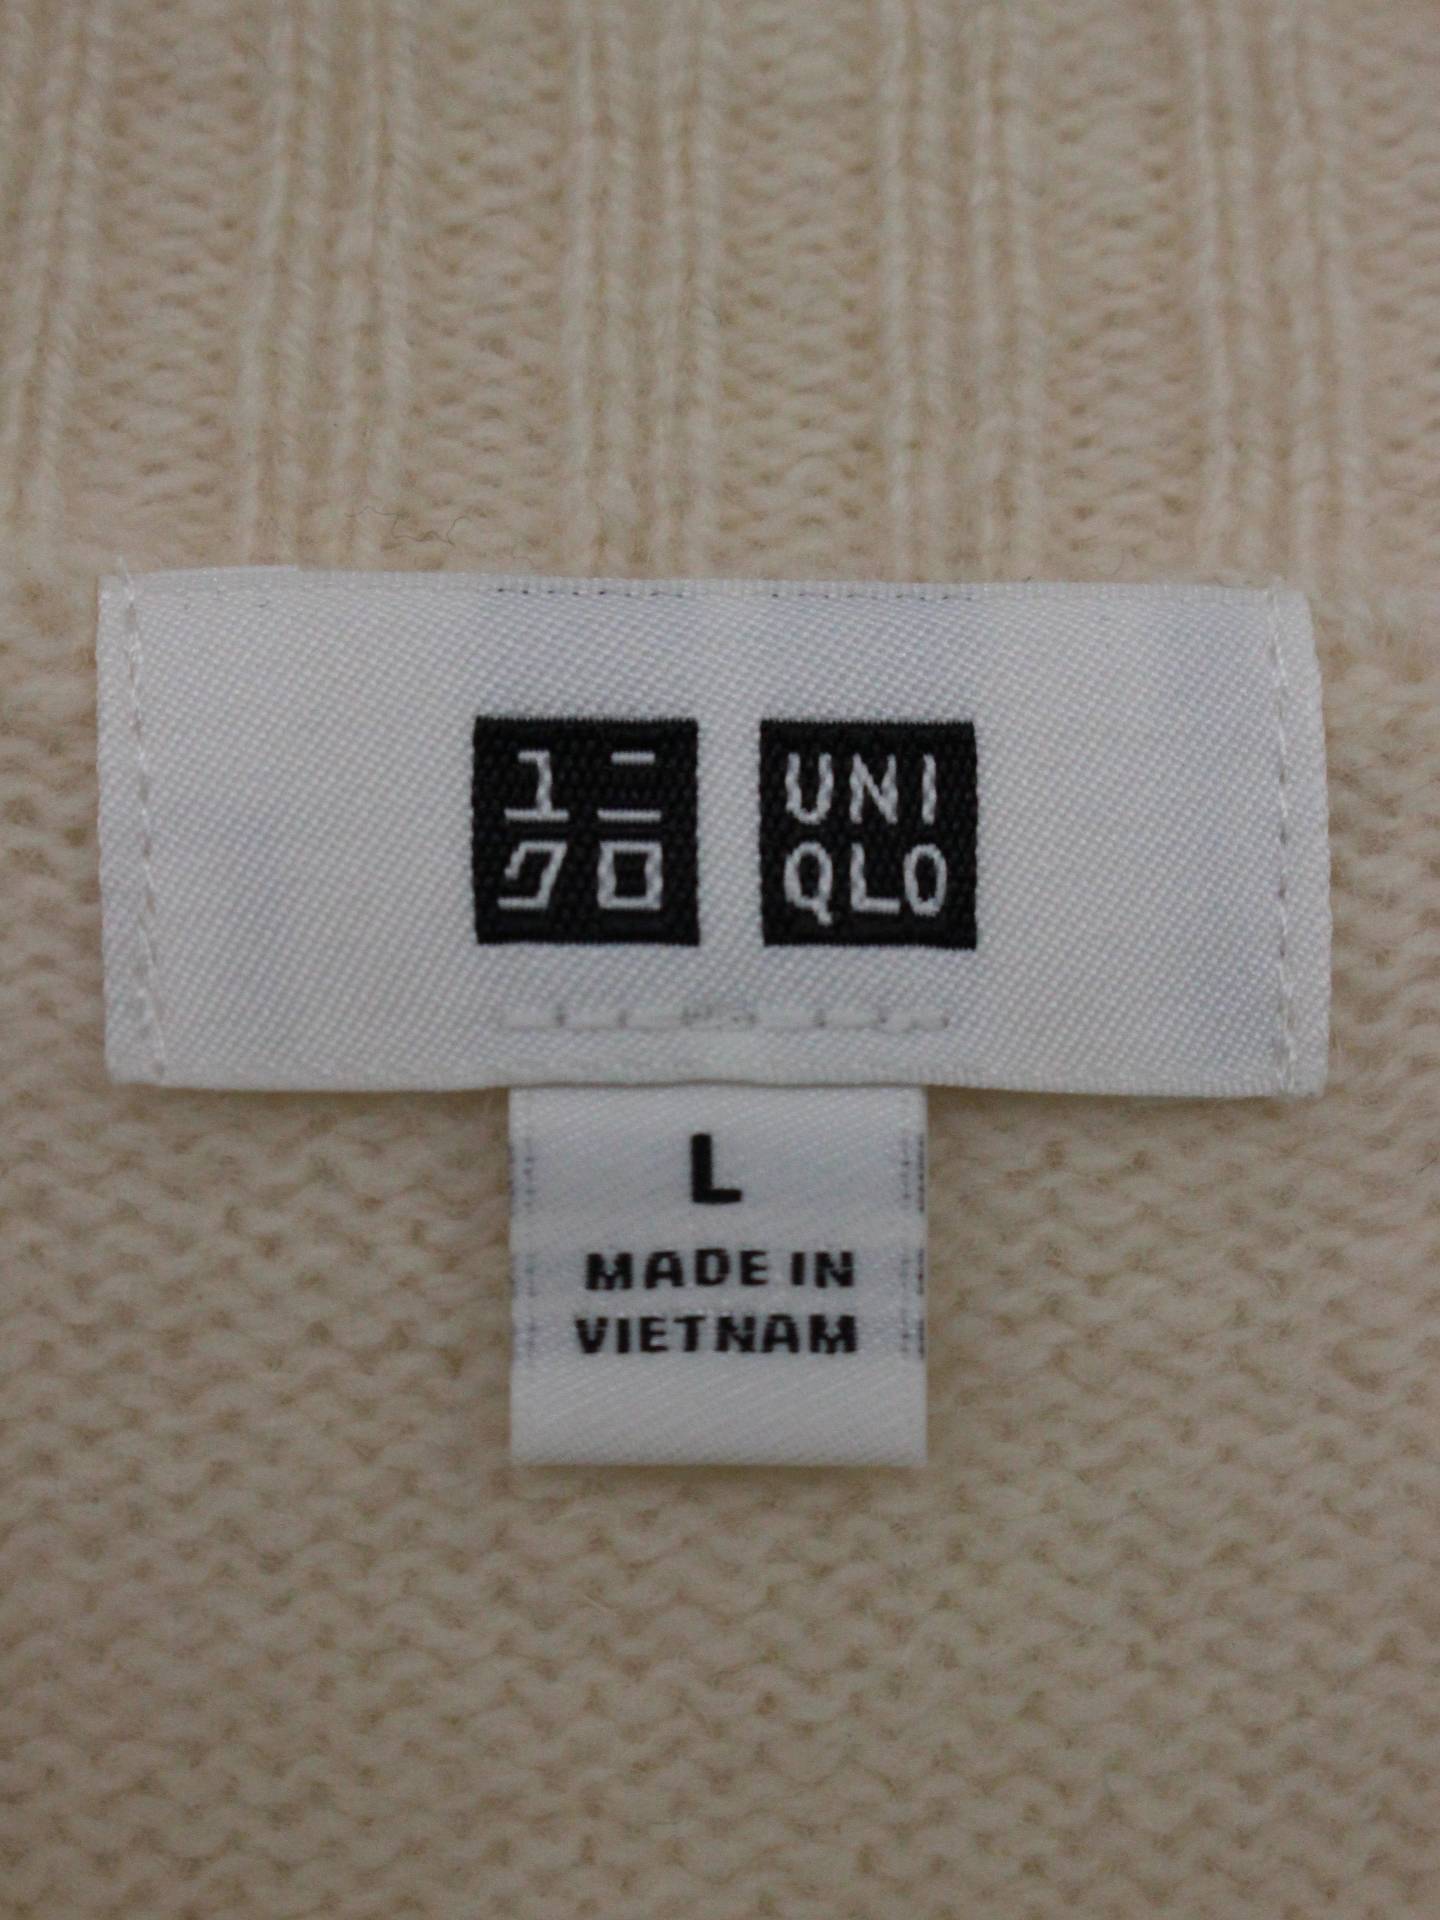 ユニ
クロ
UNI
QLO
L
MADE IN
VIETNAM